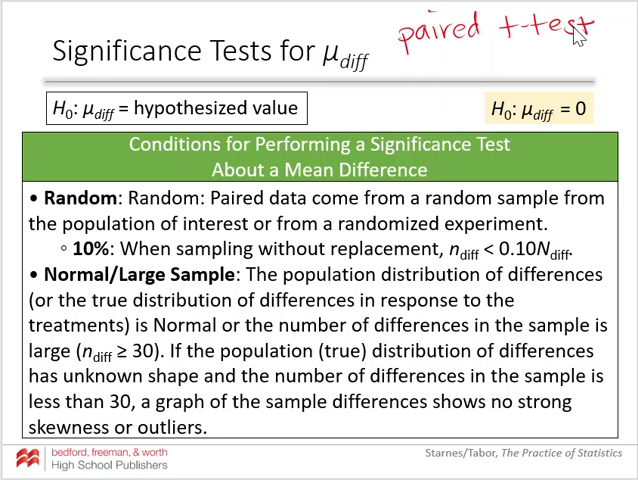 Significance Tests for μdiff
paired t-test
H₀: μdiff = hypothesized value
H₀: μdiff = 0
Conditions for Performing a Significance Test
About a Mean Difference
• Random: Random: Paired data come from a random sample from
the population of interest or from a randomized experiment.
◦ 10%: When sampling without replacement, ndiff < 0.10Ndiff.
• Normal/Large Sample: The population distribution of differences
(or the true distribution of differences in response to the
treatments) is Normal or the number of differences in the sample is
large (ndiff ≥ 30). If the population (true) distribution of differences
has unknown shape and the number of differences in the sample is
less than 30, a graph of the sample differences shows no strong
skewness or outliers.
bedford, freeman, & worth
High School Publishers
Starnes/Tabor, The Practice of Statistics